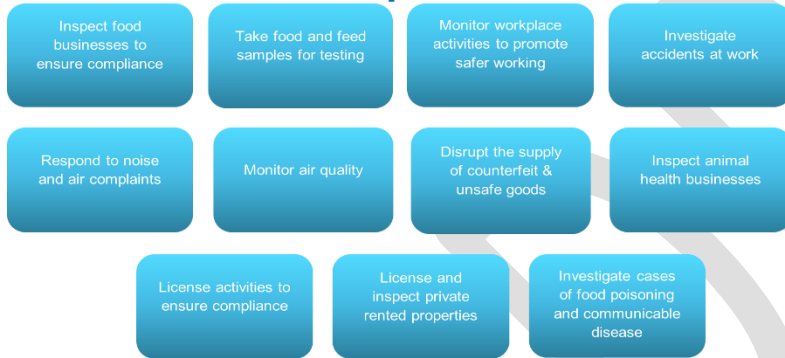 Inspect food
businesses to
ensure compliance
Take food and feed
samples for testing
Monitor workplace
activities to promote
safer working
Investigate
accidents at work
Respond to noise
and air complaints
Monitor air quality
Disrupt the supply
of counterfeit &
unsafe goods
Inspect animal
health businesses
License activities to
ensure compliance
License and
inspect private
rented properties
Investigate cases
of food poisoning
and communicable
disease